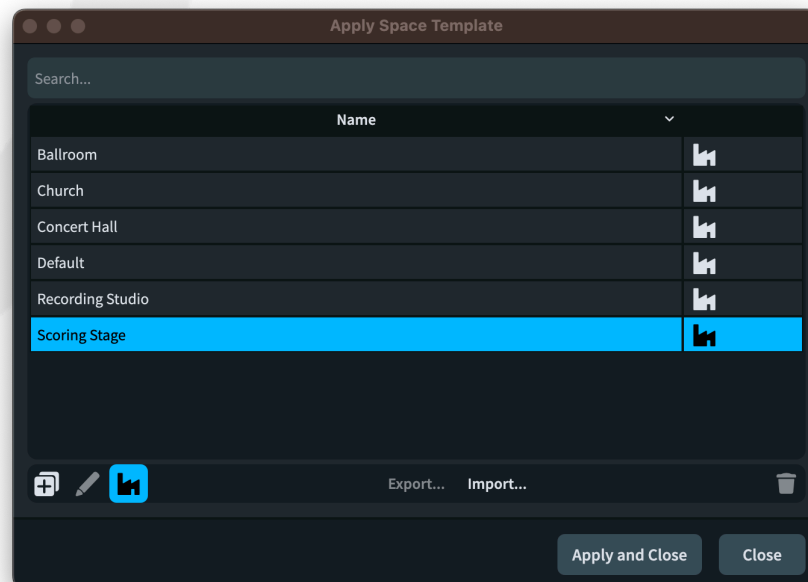 Apply Space Template
Search...
Name
Ballroom
Church
Concert Hall
Default
Recording Studio
Scoring Stage
Export... Import...
Apply and Close Close